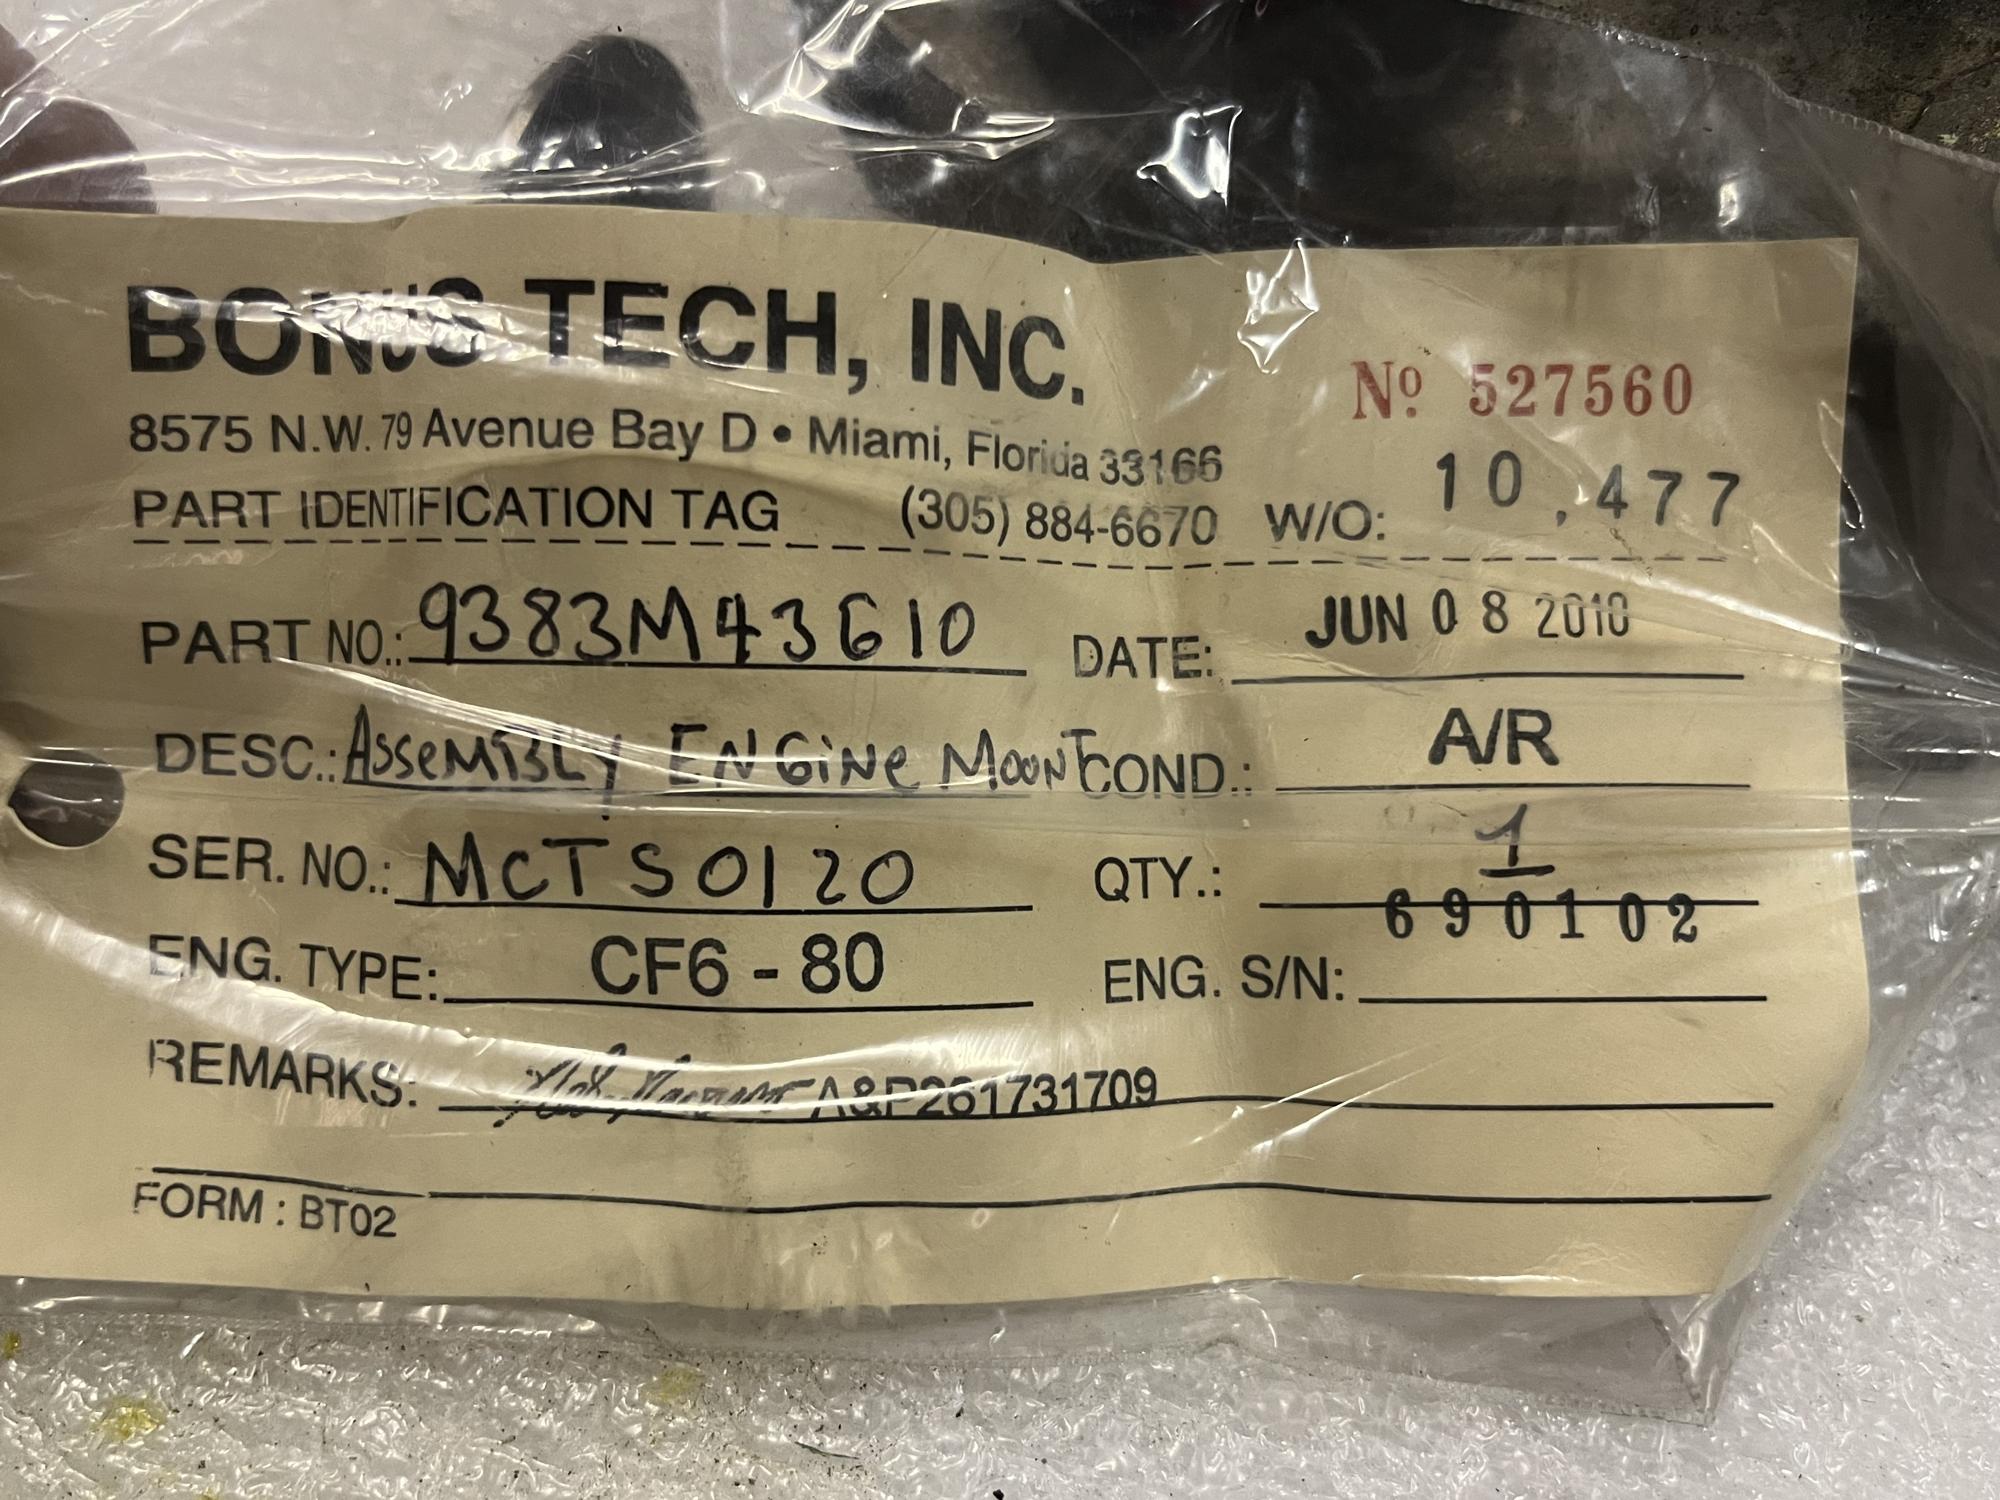 BONUS TECH, INC.
Nº 527560
8575 N.W. 79 Avenue Bay D • Miami, Florida 33166
PART IDENTIFICATION TAG (305) 884-6670 W/O: 10,477
PART NO.: 9383M43G10 DATE: JUN 08 2010
DESC.: Assembly Engine Moont COND.: A/R
SER. NO.: McTS0120 QTY.: 1
ENG. TYPE: CF6-80 ENG. S/N: 690102
REMARKS: A&P261731709
FORM : BT02